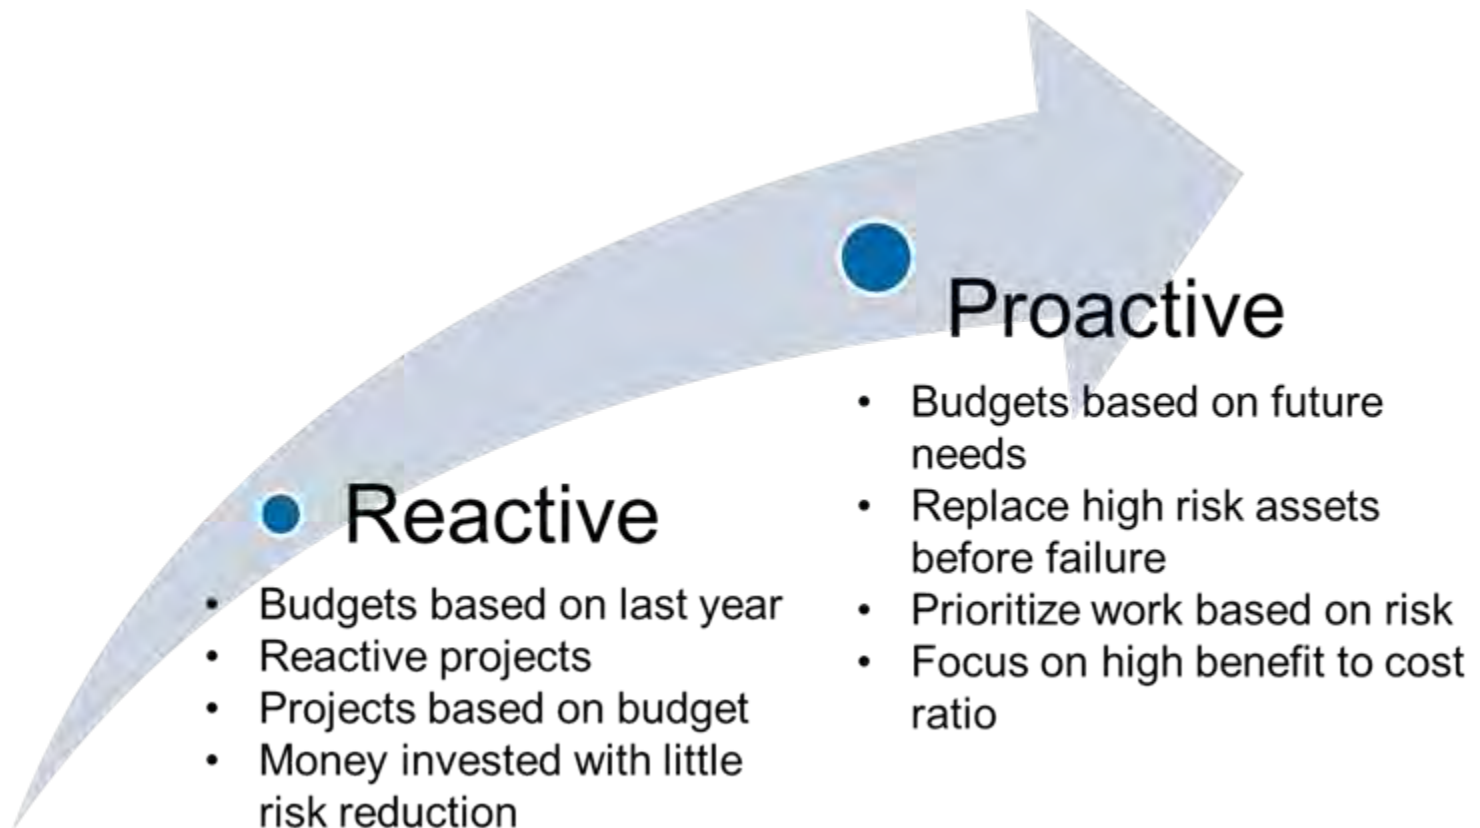 Reactive
• Budgets based on last year
• Reactive projects
• Projects based on budget
• Money invested with little
risk reduction
Proactive
• Budgets based on future
needs
• Replace high risk assets
before failure
• Prioritize work based on risk
• Focus on high benefit to cost
ratio